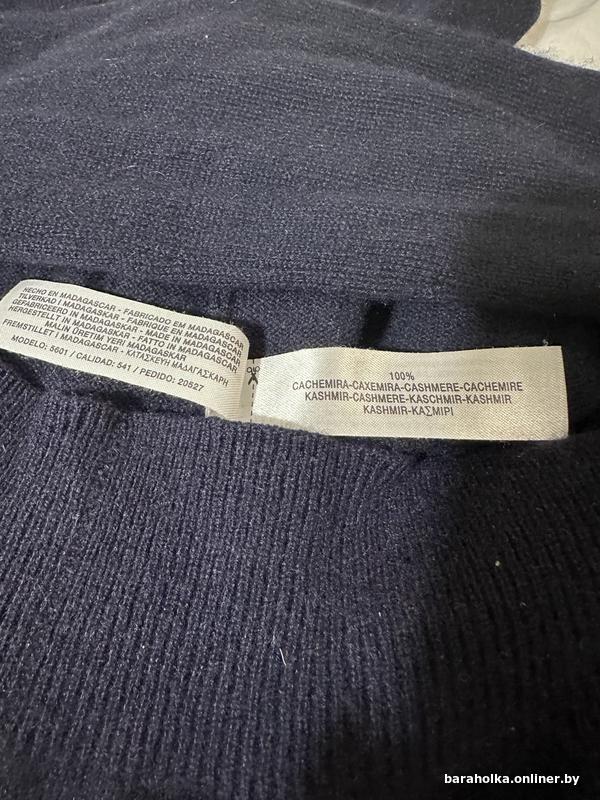 HECHO EN MADAGASCAR - FABRICADO EM MADAGASCAR
TILVERKAD I MADAGASKAR - FABRIQUE EN MADAGASCAR
GEFABRICEERD IN MADAGASKAR - MADE IN MADAGASCAR
HERGESTELLT IN MADAGASKAR - FATTO IN MADAGASCAR
MALIN ÜRETIM YERI MADAGASKAR
FREMSTILLET I MADAGASCAR - ΚΑΤΑΣΚΕΥΗ ΜΑΔΑΓΑΣΚΑΡΗ
MODELO: 5601 / CALIDAD: 541 / PEDIDO: 20527
100%
CACHEMIRA-CAXEMIRA-CASHMERE-CACHEMIRE
KASHMIR-CASHMERE-KASCHMIR-KASHMIR
KASHMIR-ΚΑΣΜΙΡΙ
baraholka.onliner.by